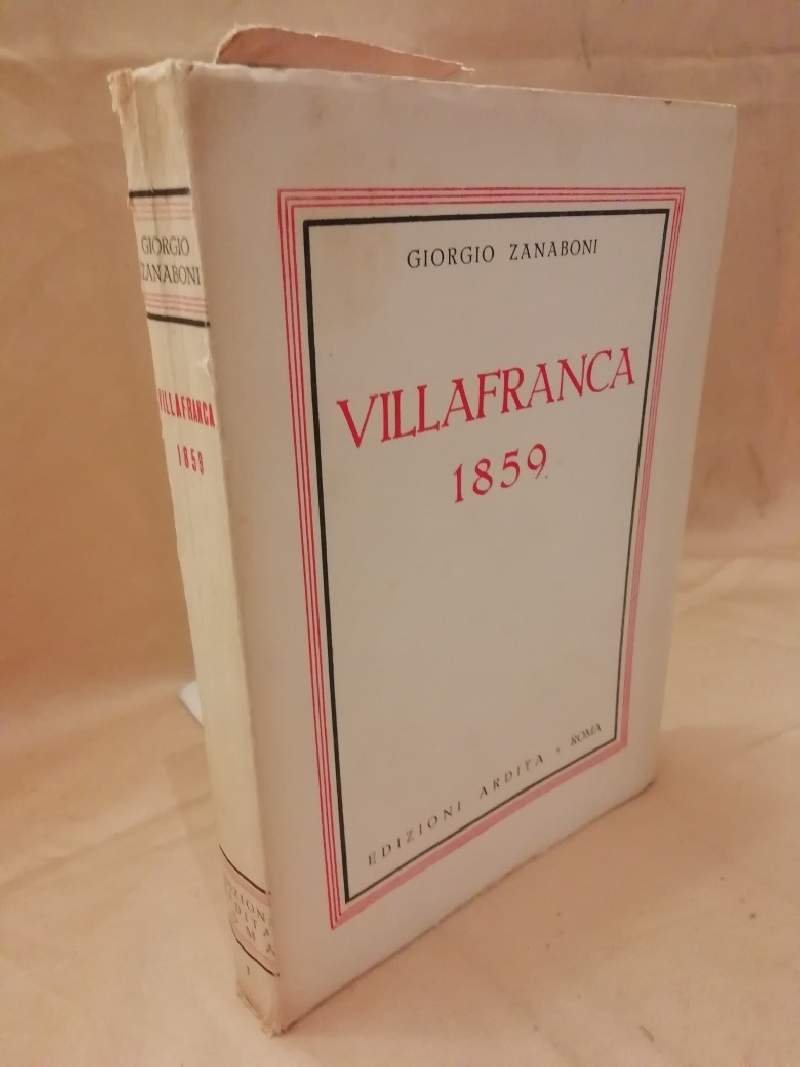 GIORGIO
ZANABONI
VILLAFRANCA
1859
GIORGIO ZANABONI
VILLAFRANCA
1859
EDIZIONI ARDITA * ROMA